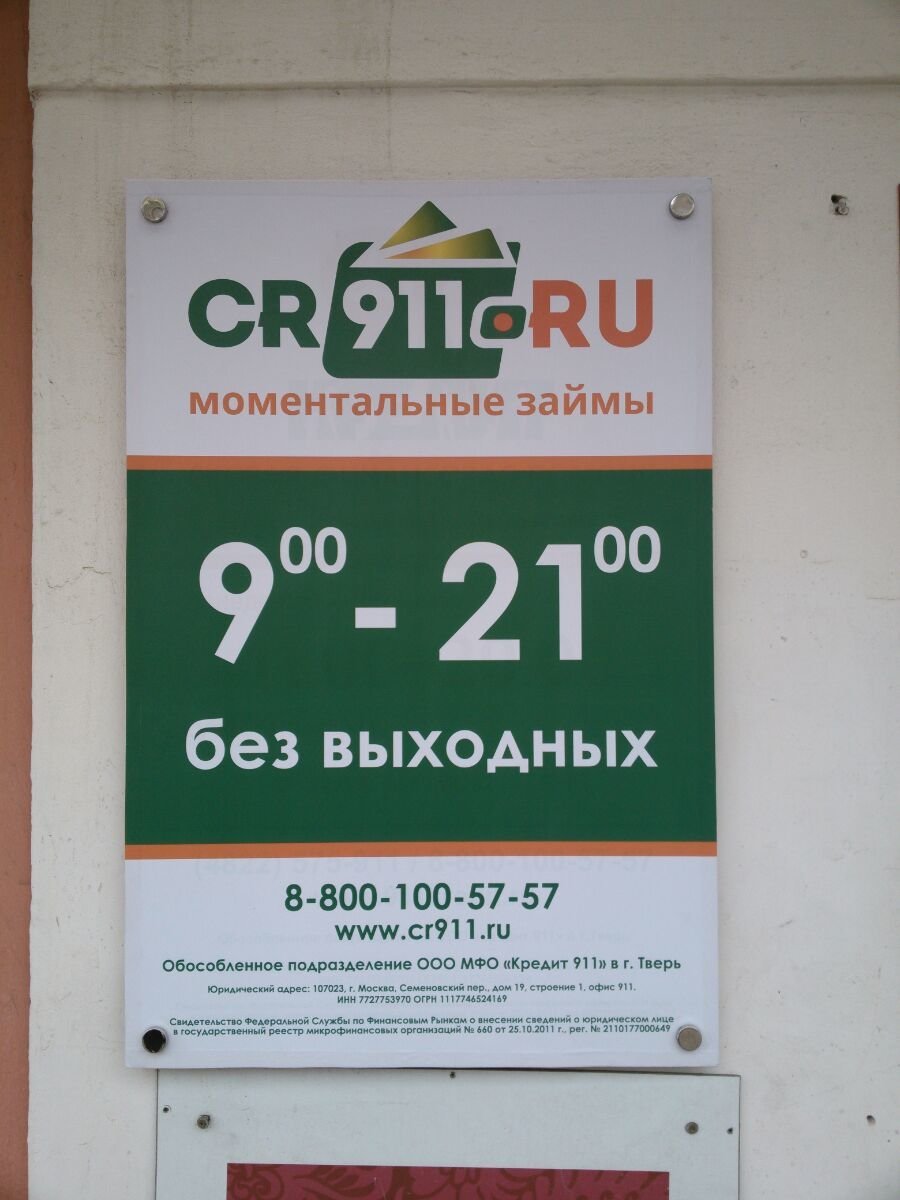 CR911.RU
моментальные займы
9⁰⁰ - 21⁰⁰
без выходных
8-800-100-57-57
www.cr911.ru
Обособленное подразделение ООО МФО «Кредит 911» в г. Тверь
Юридический адрес: 107023, г. Москва, Семеновский пер., дом 19, строение 1, офис 911.
ИНН 7727753970 ОГРН 1117746524169
Свидетельство Федеральной Службы по Финансовым Рынкам о внесении сведений о юридическом лице
в государственный реестр микрофинансовых организаций № 660 от 25.10.2011 г., рег. № 2110177000649